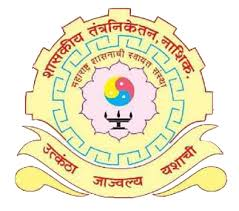 शासकीय तंत्रनिकेतन, नाशिक.
महाराष्ट्र शासनाची स्वायत्त संस्था
उत्कंठा जाज्वल्य यशाची